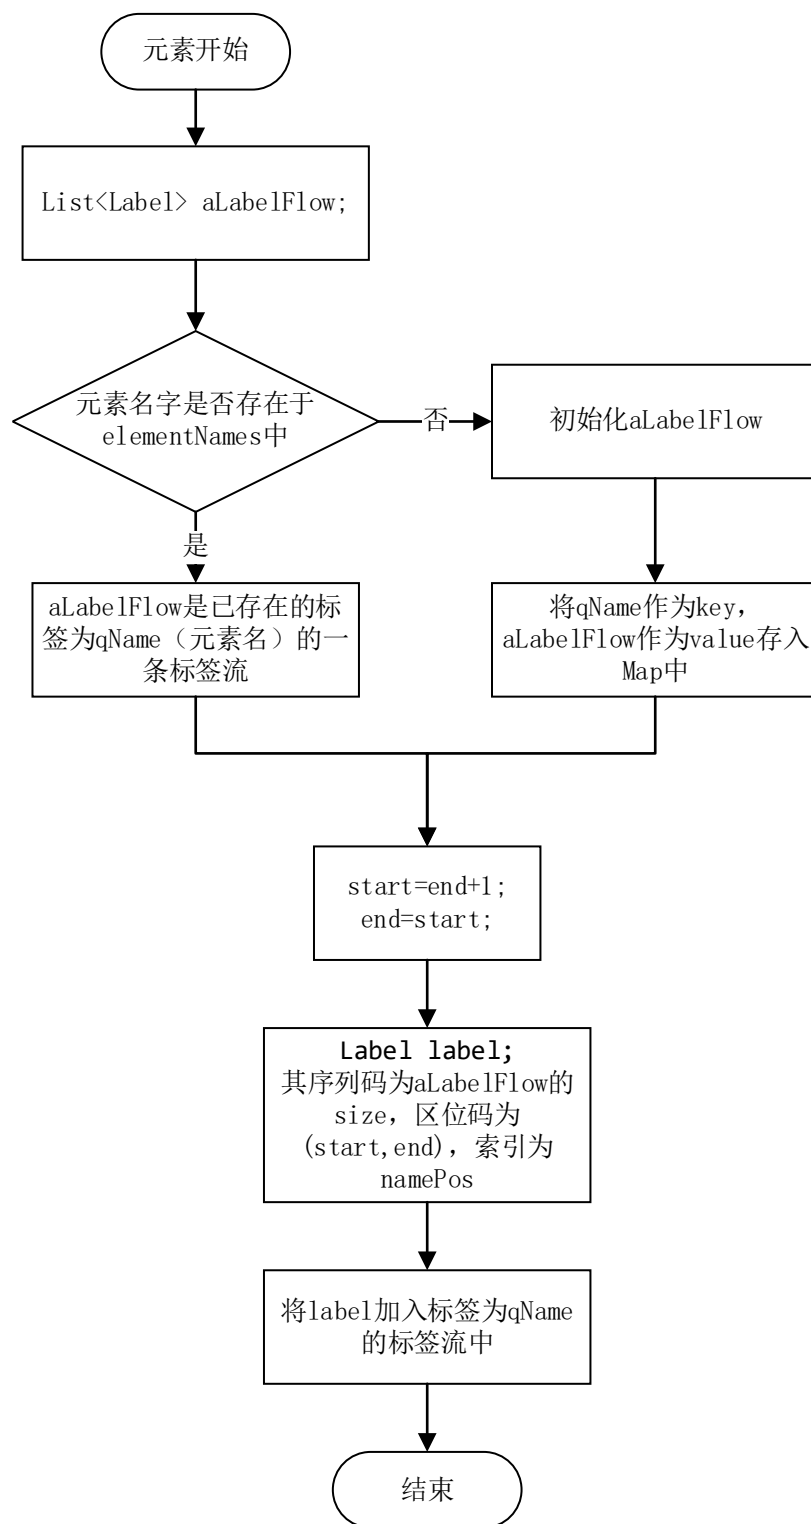 元素开始
List<Label> aLabelFlow;
元素名字是否存在于
elementNames中
否
初始化aLabelFlow
是
aLabelFlow是已存在的标
签为qName（元素名）的一
条标签流
将qName作为key，
aLabelFlow作为value存入
Map中
start=end+1;
end=start;
Label label;
其序列码为aLabelFlow的
size，区位码为
(start,end)，索引为
namePos
将label加入标签为qName
的标签流中
结束